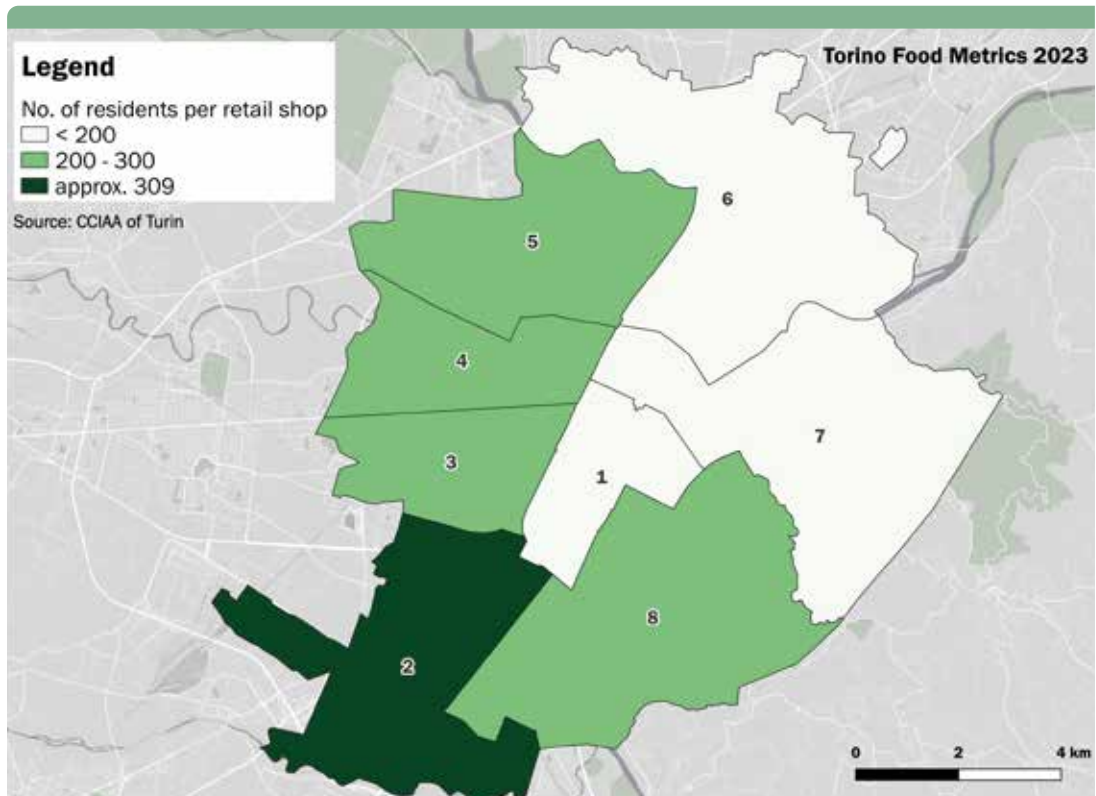 Torino Food Metrics 2023
Legend
No. of residents per retail shop
< 200
200 - 300
approx. 309
Source: CCIAA of Turin
6
5
4
7
3
1
8
2
0 2 4 km